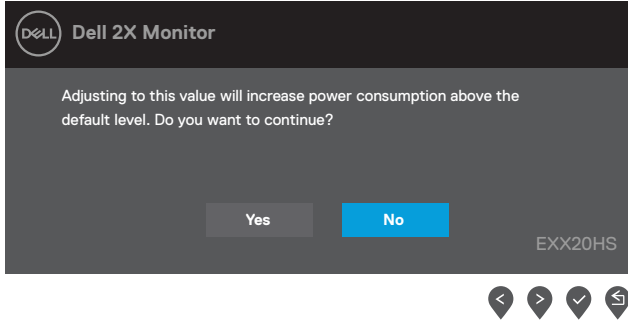 DELL Dell 2X Monitor
Adjusting to this value will increase power consumption above the
default level. Do you want to continue?
Yes No
EXX20HS